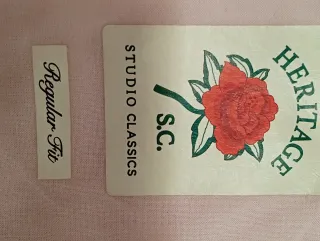 HERITAGE
S.C.
STUDIO CLASSICS
Regular Fit